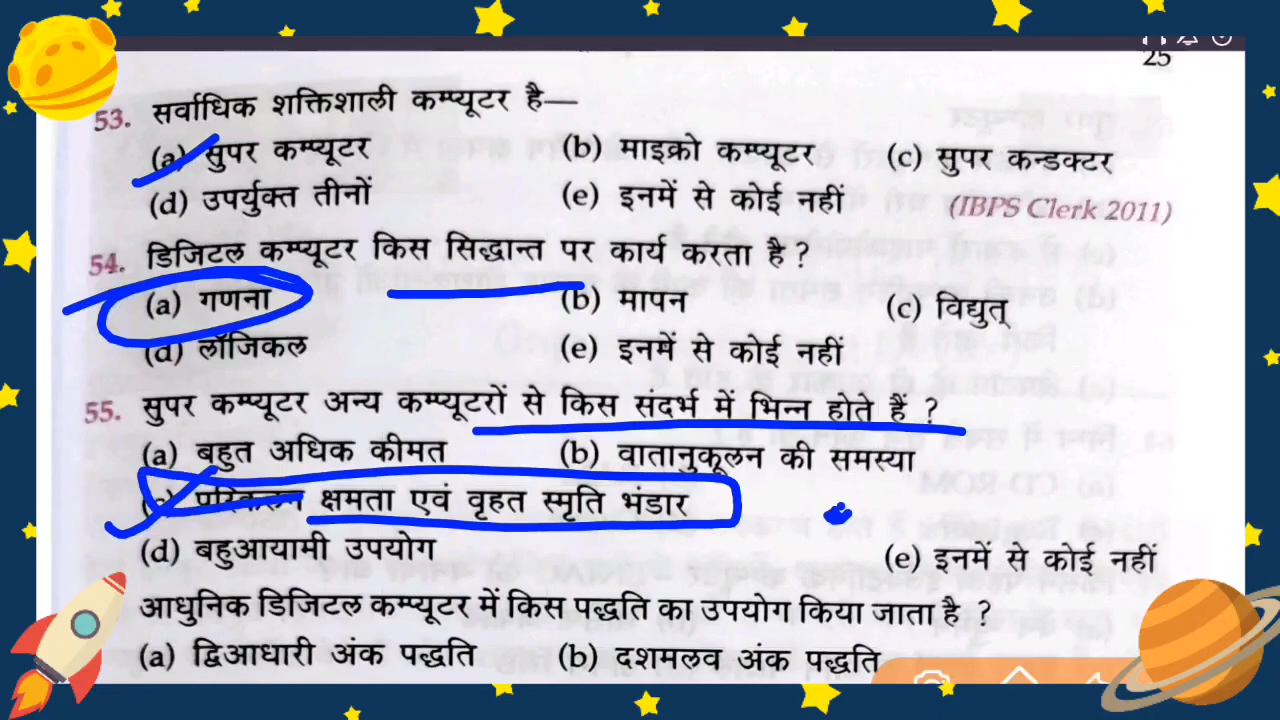 25
53. सर्वाधिक शक्तिशाली कम्प्यूटर है—
(a) सुपर कम्प्यूटर (b) माइक्रो कम्प्यूटर (c) सुपर कन्डक्टर
(d) उपर्युक्त तीनों (e) इनमें से कोई नहीं (IBPS Clerk 2011)
54. डिजिटल कम्प्यूटर किस सिद्धान्त पर कार्य करता है ?
(a) गणना (b) मापन (c) विद्युत्
(d) लॉजिकल (e) इनमें से कोई नहीं
55. सुपर कम्प्यूटर अन्य कम्प्यूटरों से किस संदर्भ में भिन्न होते हैं ?
(a) बहुत अधिक कीमत (b) वातानुकूलन की समस्या
(c) परिकलन क्षमता एवं वृहत स्मृति भंडार
(d) बहुआयामी उपयोग (e) इनमें से कोई नहीं
आधुनिक डिजिटल कम्प्यूटर में किस पद्धति का उपयोग किया जाता है ?
(a) द्विआधारी अंक पद्धति (b) दशमलव अंक पद्धति